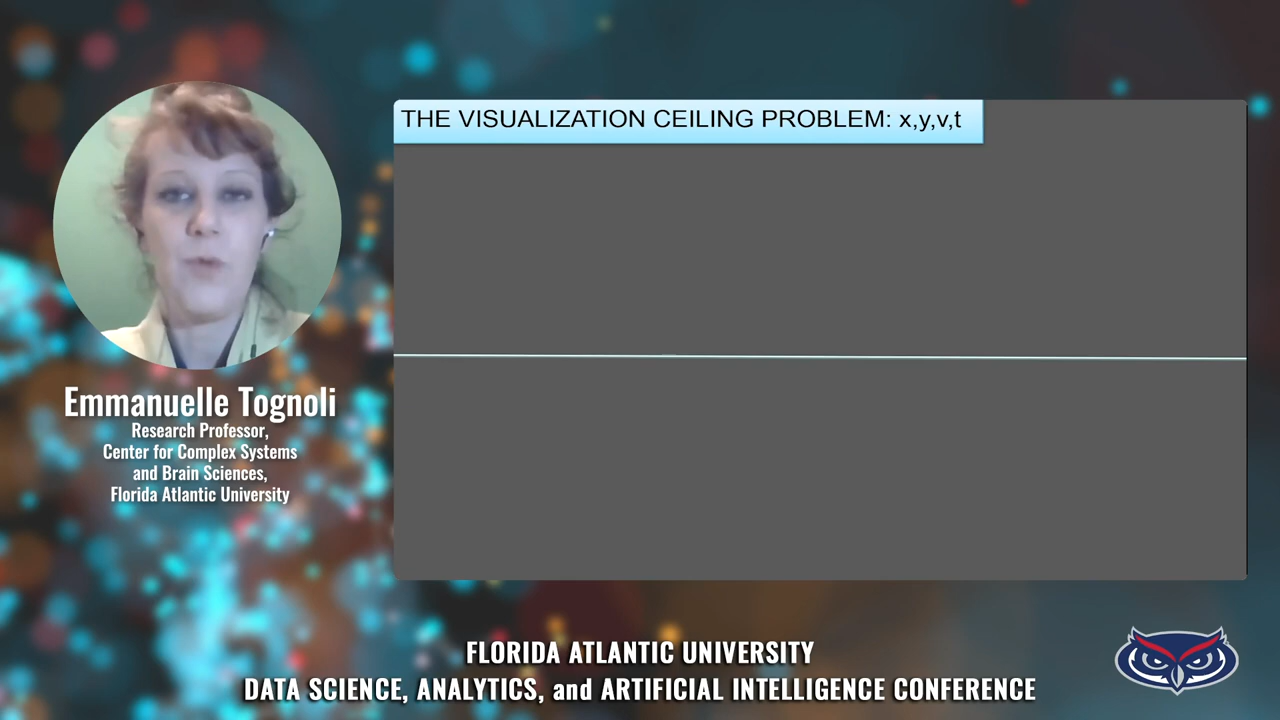 THE VISUALIZATION CEILING PROBLEM: x,y,v,t
Emmanuelle Tognoli
Research Professor,
Center for Complex Systems
and Brain Sciences,
Florida Atlantic University
FLORIDA ATLANTIC UNIVERSITY
DATA SCIENCE, ANALYTICS, and ARTIFICIAL INTELLIGENCE CONFERENCE